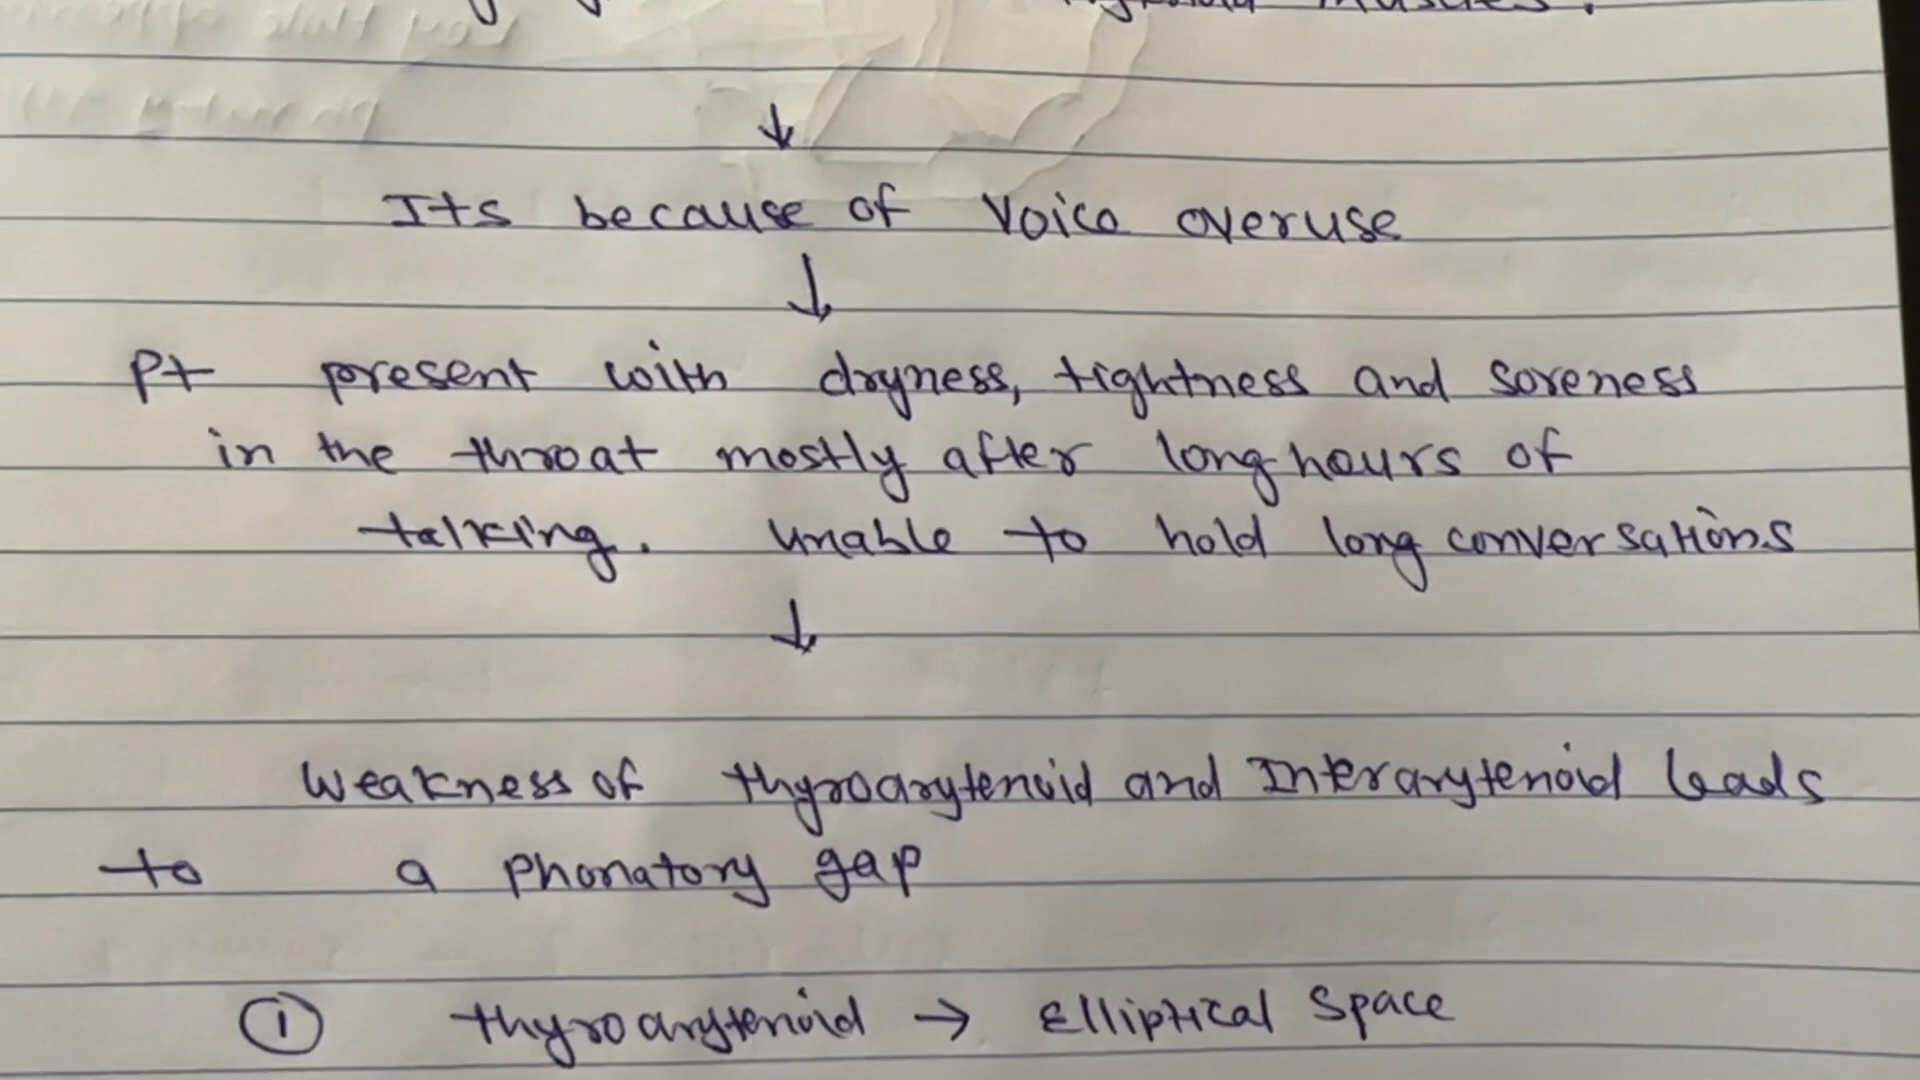 muscles.
↓
Its because of Voice overuse
↓
Pt present with dryness, tightness and soreness
in the throat mostly after long hours of
talking. Unable to hold long conversations
↓
Weakness of thyroarytenoid and Interarytenoid leads
to a Phonatory gap
① thyroarytenoid → Elliptical Space